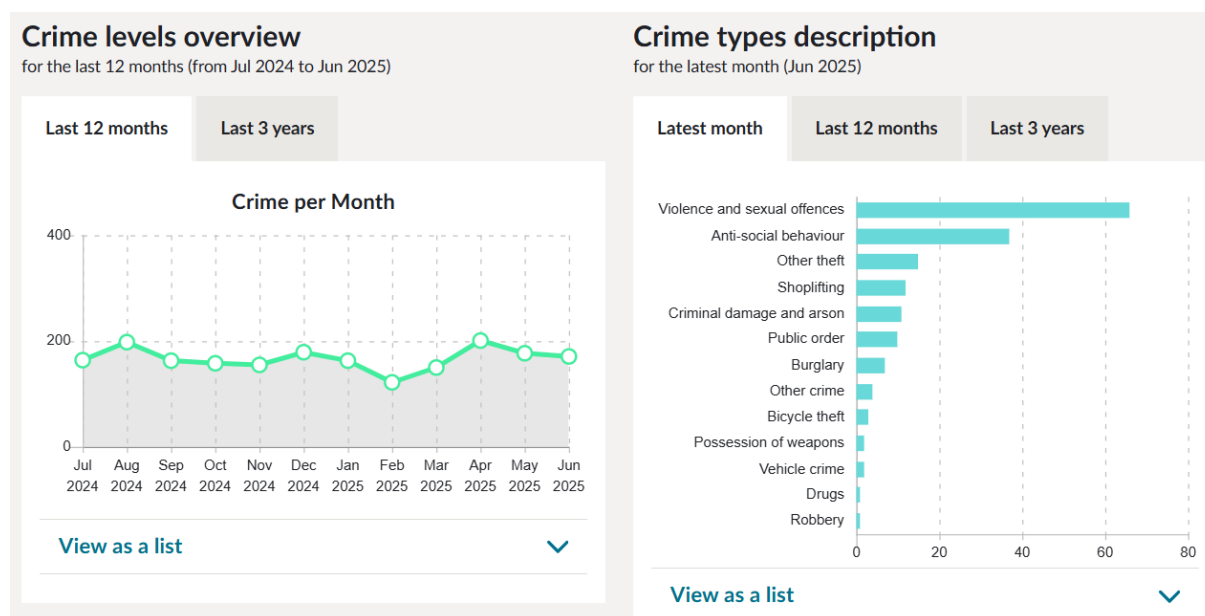 Crime levels overview
for the last 12 months (from Jul 2024 to Jun 2025)
Last 12 months
Last 3 years
Crime per Month
400
200
0
Jul Aug Sep Oct Nov Dec Jan Feb Mar Apr May Jun
2024 2024 2024 2024 2024 2024 2025 2025 2025 2025 2025 2025
View as a list
Crime types description
for the latest month (Jun 2025)
Latest month
Last 12 months
Last 3 years
Violence and sexual offences
Anti-social behaviour
Other theft
Shoplifting
Criminal damage and arson
Public order
Burglary
Other crime
Bicycle theft
Possession of weapons
Vehicle crime
Drugs
Robbery
0 20 40 60 80
View as a list